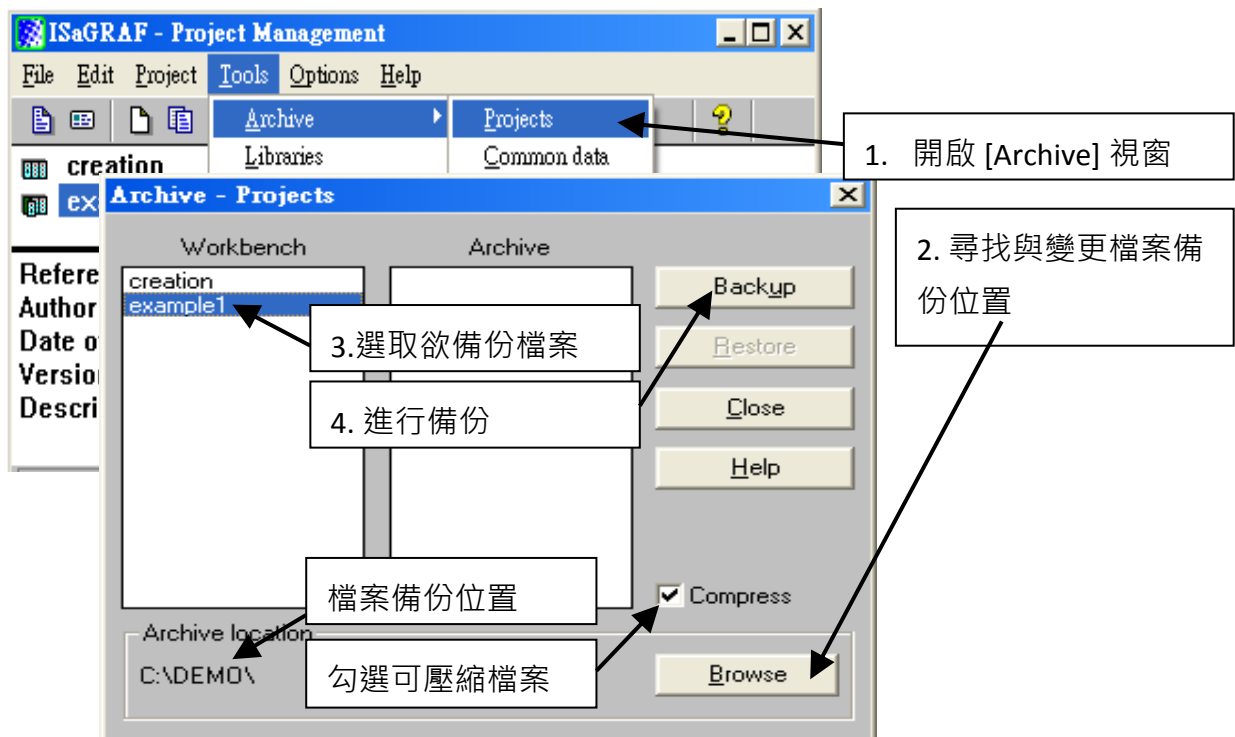 ISaGRAF - Project Management
File Edit Project Tools Options Help
Archive
Projects
Libraries
Common data
creation
Archive - Projects
Workbench
Archive
creation
example1
Backup
Restore
Close
Help
Compress
Archive location
C:\DEMO\
Browse
Author
1. 開啟 [Archive] 視窗
2. 尋找與變更檔案備
份位置
3.選取欲備份檔案
4. 進行備份
檔案備份位置
勾選可壓縮檔案